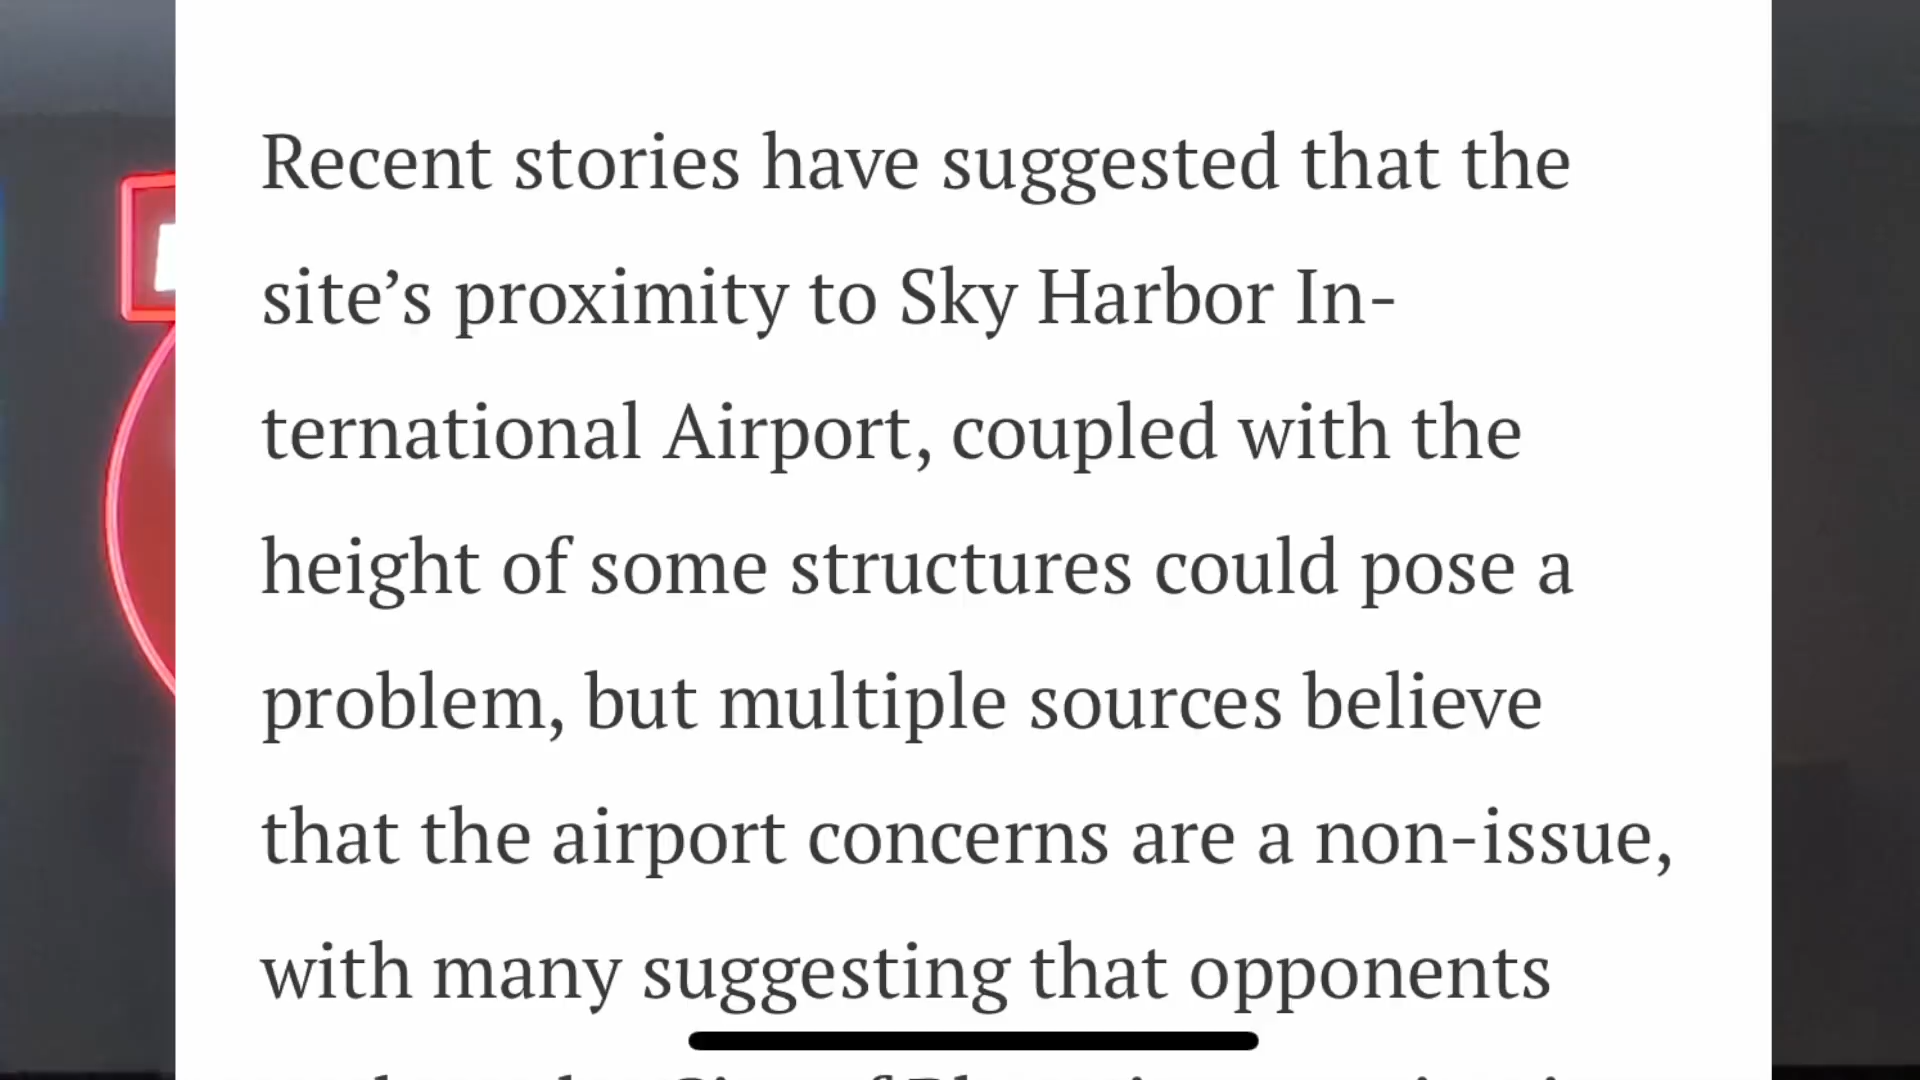 Recent stories have suggested that the
site’s proximity to Sky Harbor In-
ternational Airport, coupled with the
height of some structures could pose a
problem, but multiple sources believe
that the airport concerns are a non-issue,
with many suggesting that opponents